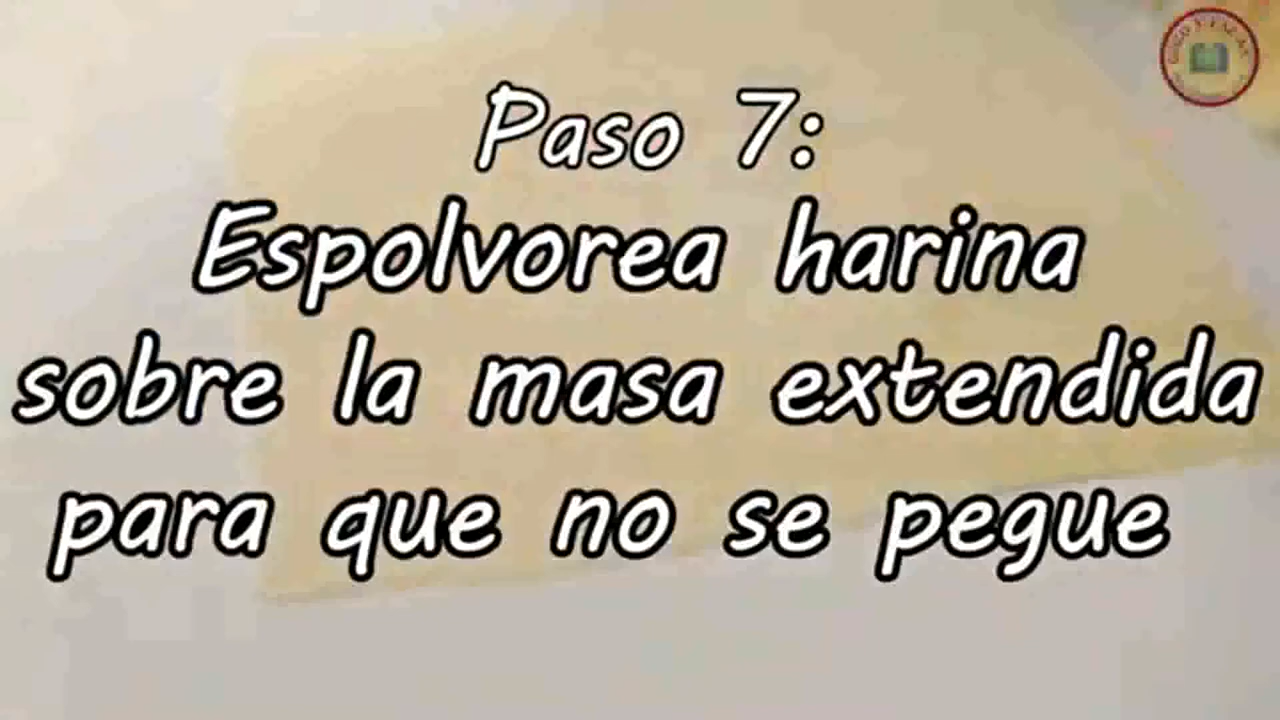 Paso 7:
Espolvorea harina
sobre la masa extendida
para que no se pegue